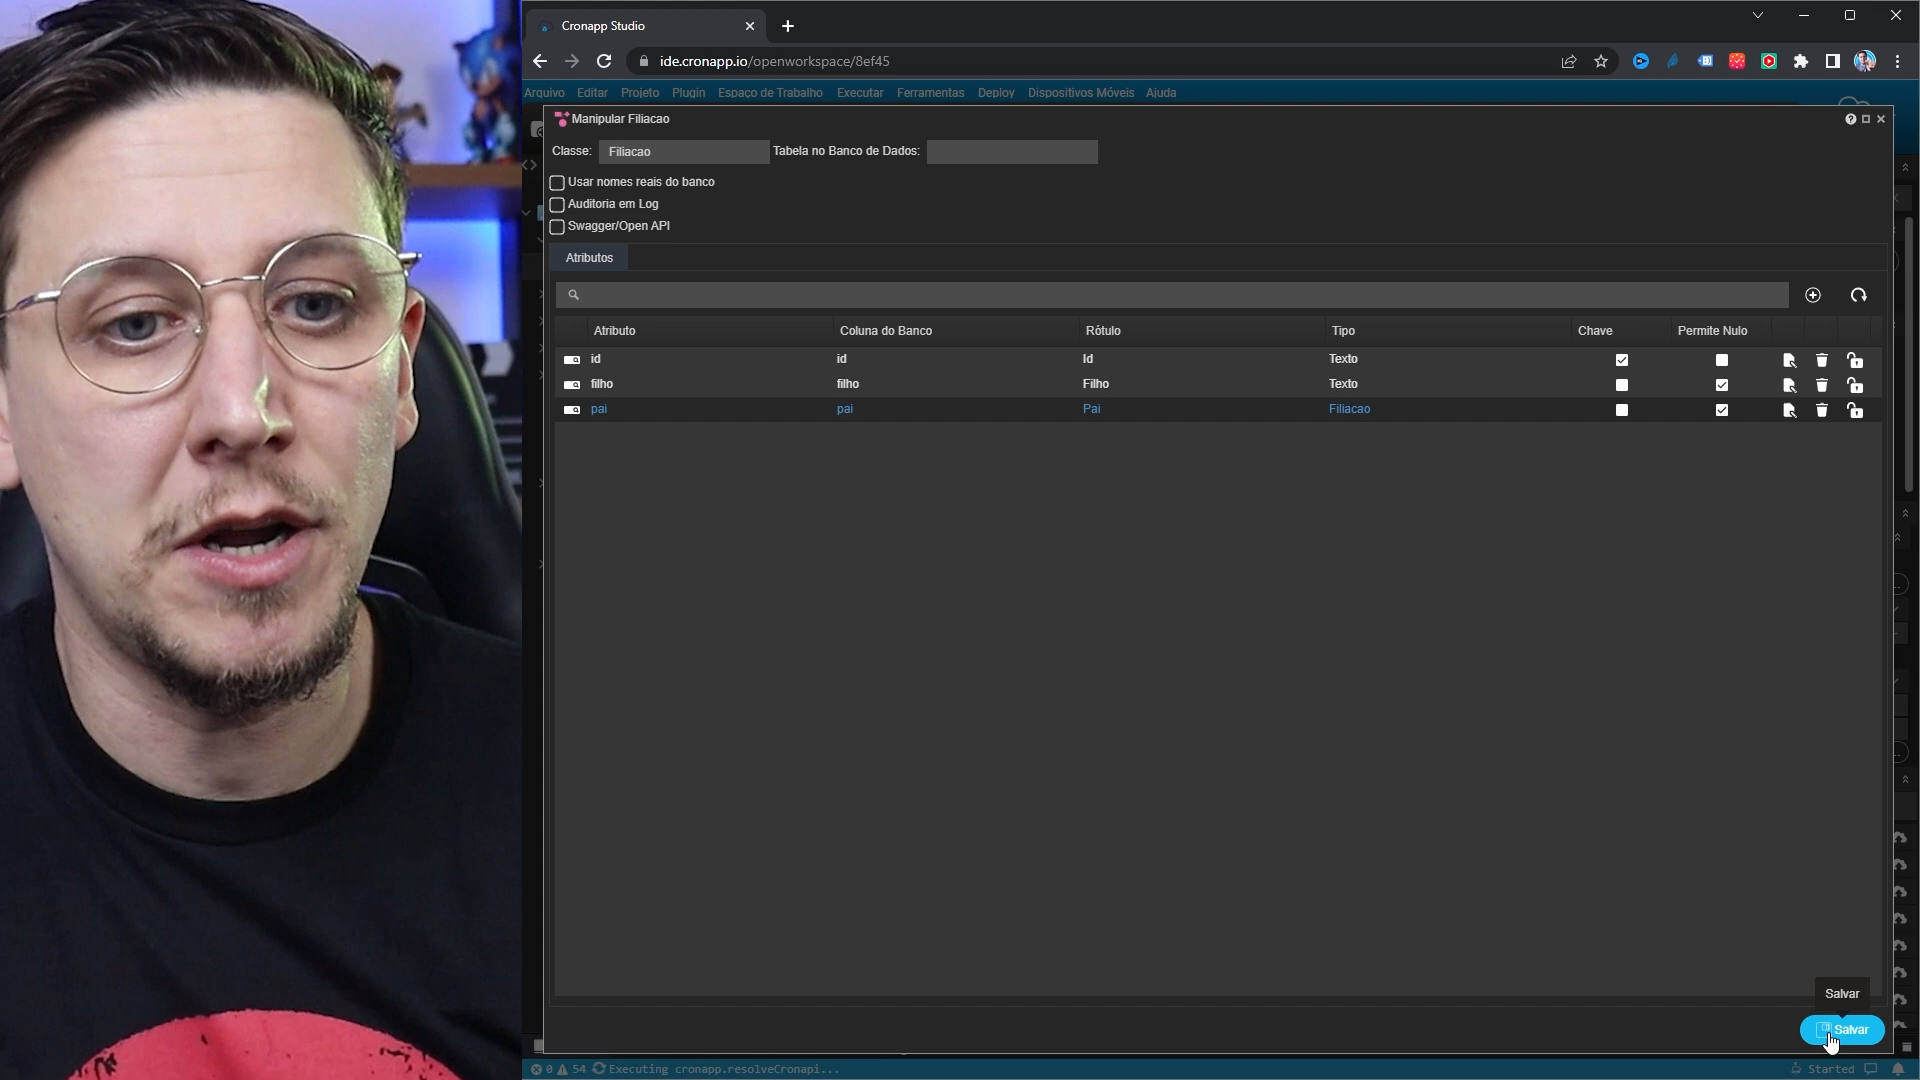 Cronapp Studio
ide.cronapp.io/openworkspace/8ef45
Arquivo Editar Projeto Plugin Espaço de Trabalho Executar Ferramentas Deploy Dispositivos Móveis Ajuda
Manipular Filiacao
Classe: Filiacao Tabela no Banco de Dados:
Usar nomes reais do banco
Auditoria em Log
Swagger/Open API
Atributos
Atributo Coluna do Banco Rótulo Tipo Chave Permite Nulo
id id Id Texto
filho filho Filho Texto
pai pai Pai Filiacao
Salvar
Salvar
0 54 Executing cronapp.resolveCronapi... Started